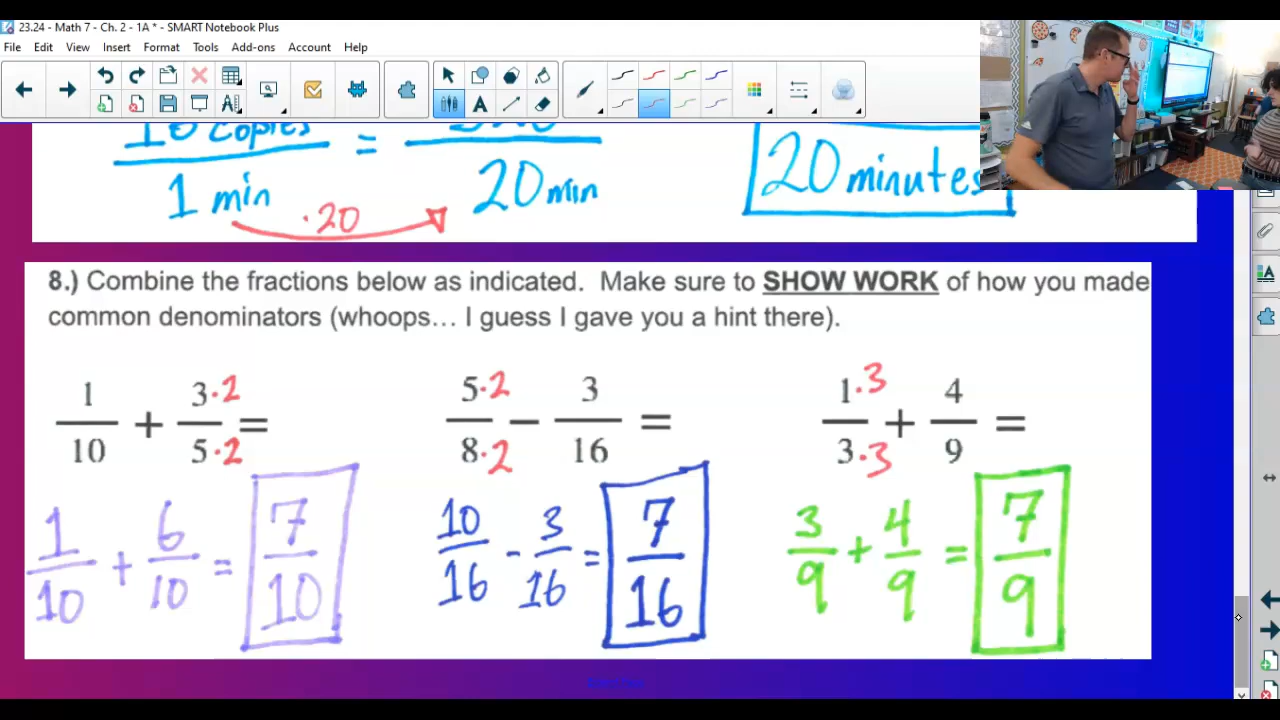 23.24 - Math 7 - Ch. 2 - 1A * - SMART Notebook Plus
File Edit View Insert Format Tools Add-ons Account Help
10 copies
1 min
=
20 min
20 minutes
·20
8.) Combine the fractions below as indicated. Make sure to SHOW WORK of how you made
common denominators (whoops... I guess I gave you a hint there).
1/10 + 3·2/5·2 =
5·2/8·2 - 3/16 =
1·3/3·3 + 4/9 =
1/10 + 6/10 = 7/10
10/16 - 3/16 = 7/16
3/9 + 4/9 = 7/9